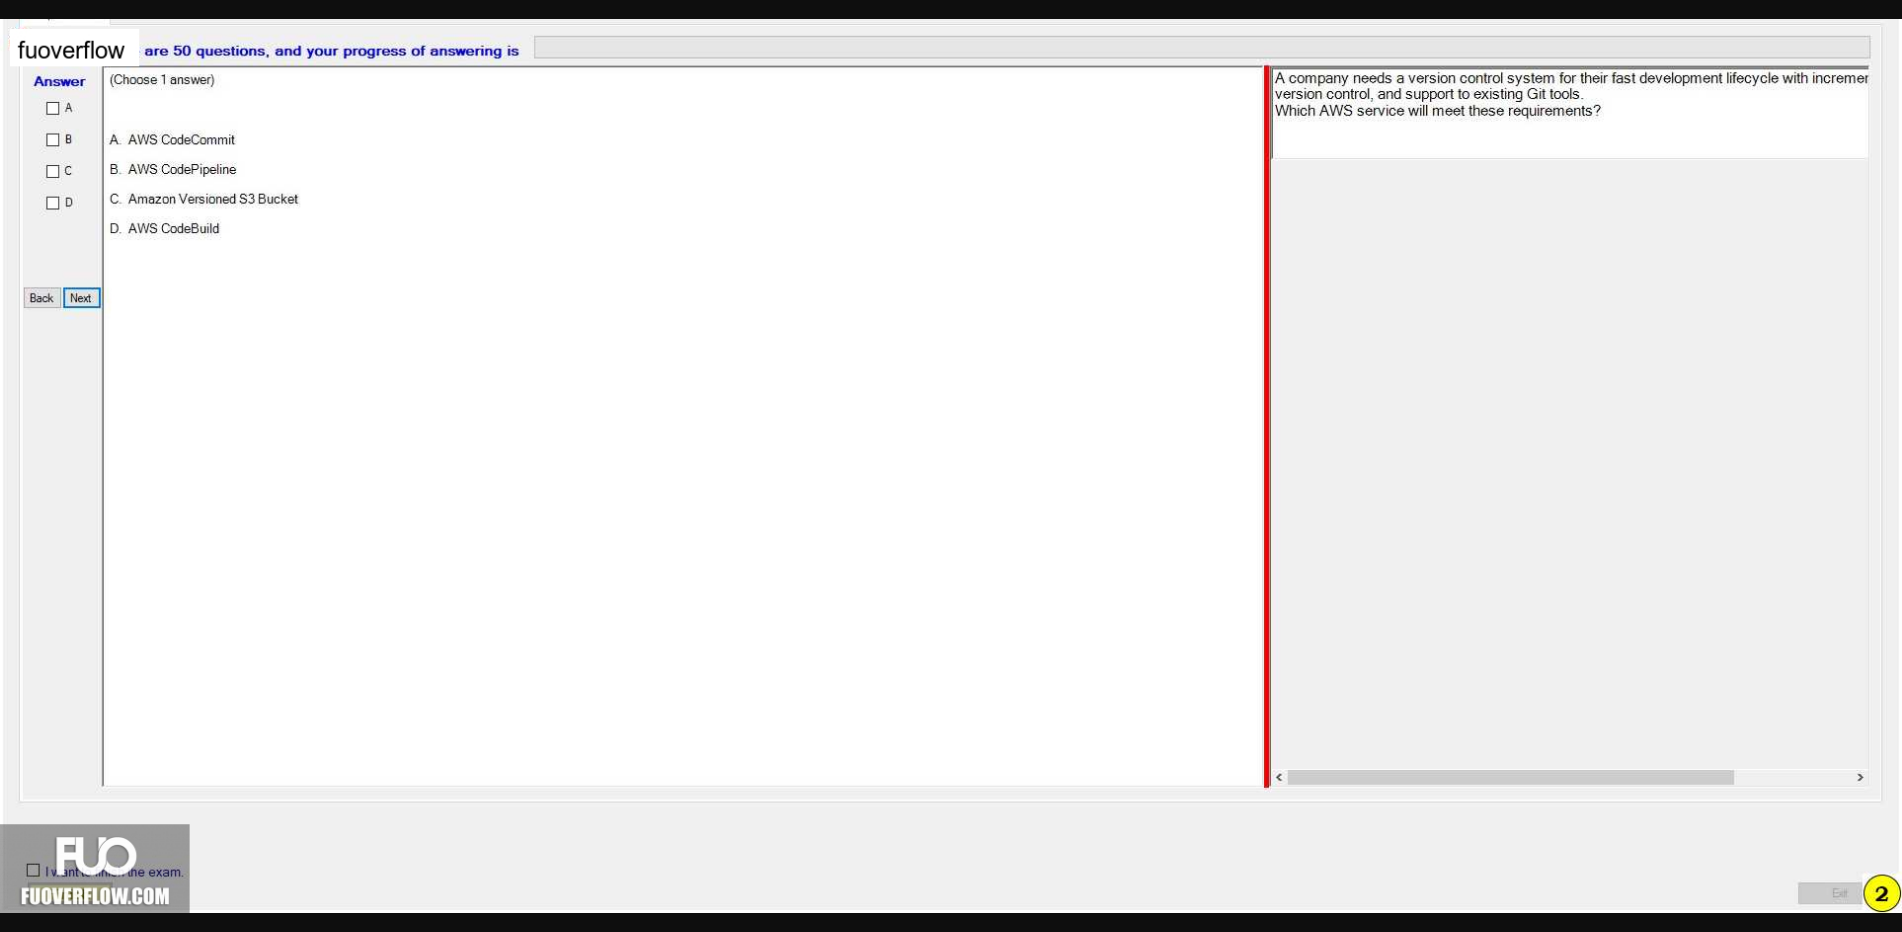 fuoverflow are 50 questions, and your progress of answering is
Answer
(Choose 1 answer)
A
B
C
D
A. AWS CodeCommit
B. AWS CodePipeline
C. Amazon Versioned S3 Bucket
D. AWS CodeBuild
Back Next
A company needs a version control system for their fast development lifecycle with
version control, and support to existing Git tools.
Which AWS service will meet these requirements?
FUO
I want the exam.
FUOVERFLOW.COM
Exit
2